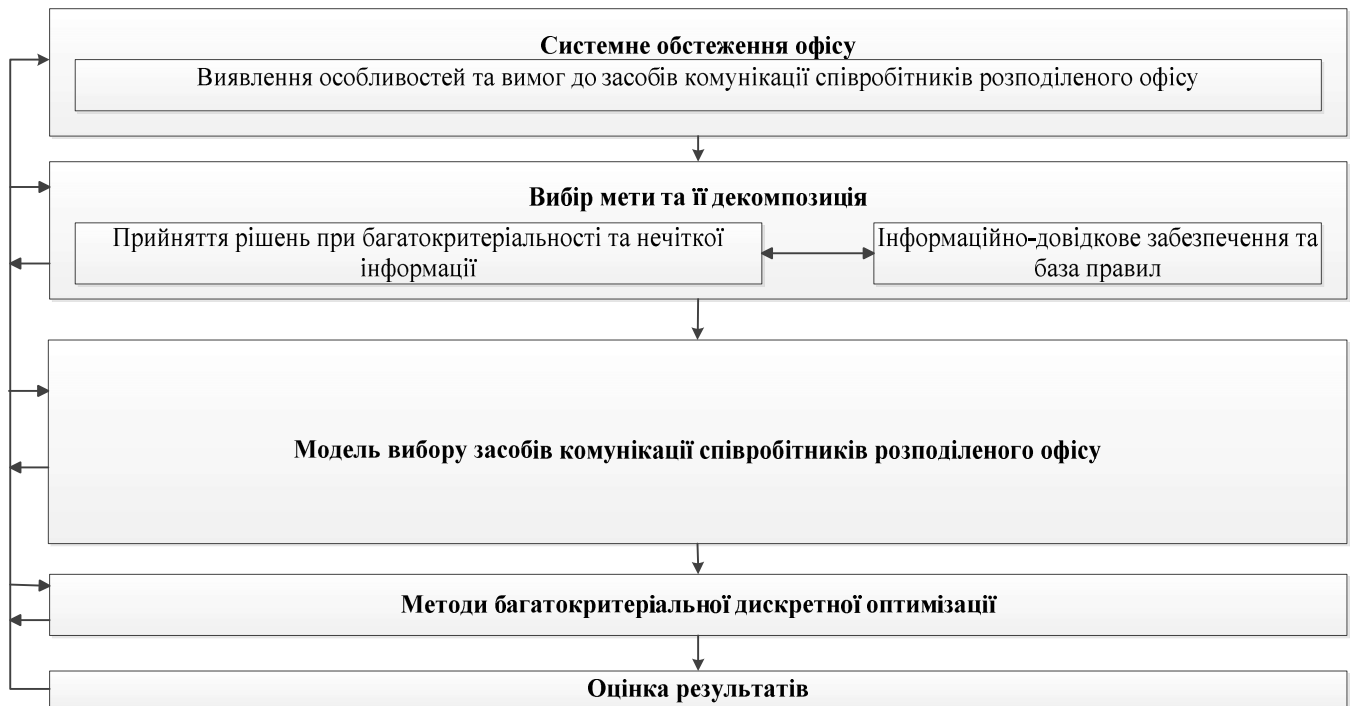 Системне обстеження офісу
Виявлення особливостей та вимог до засобів комунікації співробітників розподіленого офісу
Вибір мети та її декомпозиція
Прийняття рішень при багатокритеріальності та нечіткої
інформації
Інформаційно-довідкове забезпечення та
база правил
Модель вибору засобів комунікації співробітників розподіленого офісу
Методи багатокритеріальної дискретної оптимізації
Оцінка результатів